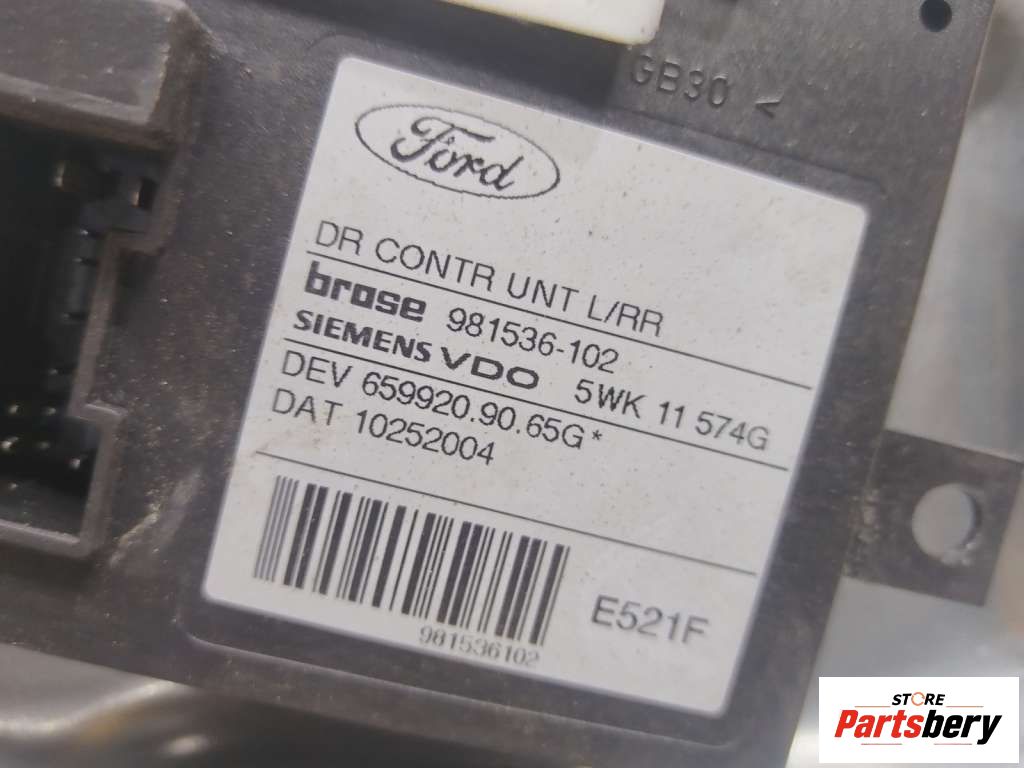 GB30 <
Ford
DR CONTR UNT L/RR
brose 981536-102
SIEMENS VDO 5WK 11 574G
DEV 659920.90.65G*
DAT 10252004
981536102
E521F
STORE
Partsbery